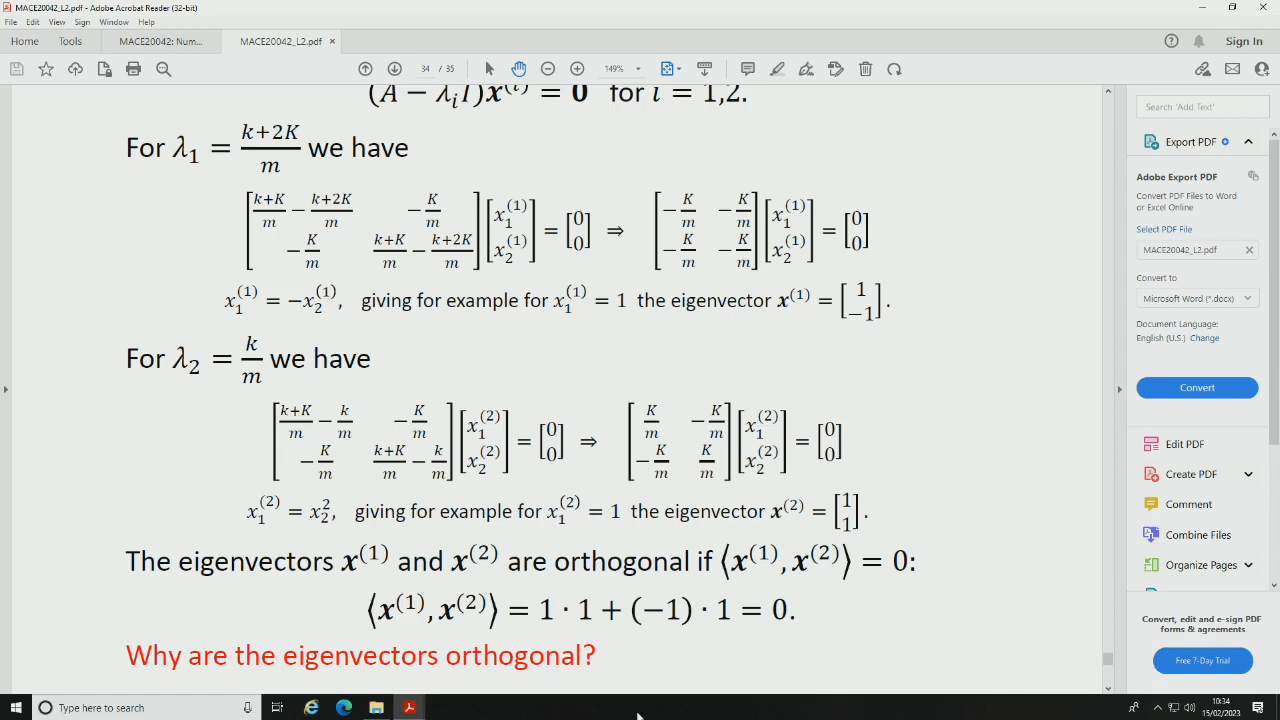 MACE20042_L2.pdf - Adobe Acrobat Reader (32-bit)
File Edit View Sign Window Help
Home Tools MACE20042: Num... MACE20042_L2.pdf × Sign In
34 / 35 149%
(A − λᵢI)x⁽ⁱ⁾ = 0 for i = 1,2.
For λ₁ = (k+2K)/m we have
[(k+K)/m − (k+2K)/m, −K/m; −K/m, (k+K)/m − (k+2K)/m] [x₁⁽¹⁾; x₂⁽¹⁾] = [0; 0] ⇒ [−K/m, −K/m; −K/m, −K/m] [x₁⁽¹⁾; x₂⁽¹⁾] = [0; 0]
x₁⁽¹⁾ = −x₂⁽¹⁾, giving for example for x₁⁽¹⁾ = 1 the eigenvector x⁽¹⁾ = [1; −1].
For λ₂ = k/m we have
[(k+K)/m − k/m, −K/m; −K/m, (k+K)/m − k/m] [x₁⁽²⁾; x₂⁽²⁾] = [0; 0] ⇒ [K/m, −K/m; −K/m, K/m] [x₁⁽²⁾; x₂⁽²⁾] = [0; 0]
x₁⁽²⁾ = x₂², giving for example for x₁⁽²⁾ = 1 the eigenvector x⁽²⁾ = [1; 1].
The eigenvectors x⁽¹⁾ and x⁽²⁾ are orthogonal if ⟨x⁽¹⁾, x⁽²⁾⟩ = 0:
⟨x⁽¹⁾, x⁽²⁾⟩ = 1 · 1 + (−1) · 1 = 0.
Why are the eigenvectors orthogonal?
Search 'Add Text'
Export PDF
Adobe Export PDF
Convert PDF Files to Word
or Excel Online
Select PDF File
MACE20042_L2.pdf
Convert to
Microsoft Word (*.docx)
Document Language:
English (U.S.) Change
Convert
Edit PDF
Create PDF
Comment
Combine Files
Organize Pages
Convert, edit and e-sign PDF
forms & agreements
Free 7-Day Trial
Type here to search
10:34
15/02/2023